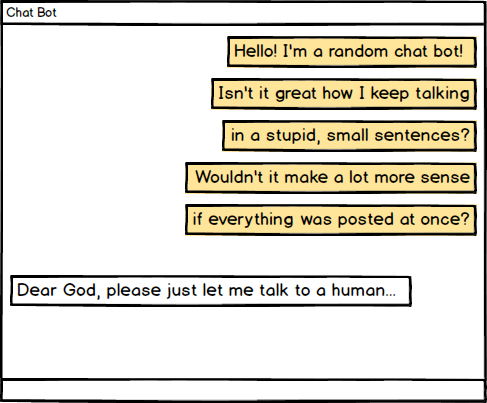 Chat Bot
Hello! I'm a random chat bot!
Isn't it great how I keep talking
in a stupid, small sentences?
Wouldn't it make a lot more sense
if everything was posted at once?
Dear God, please just let me talk to a human...